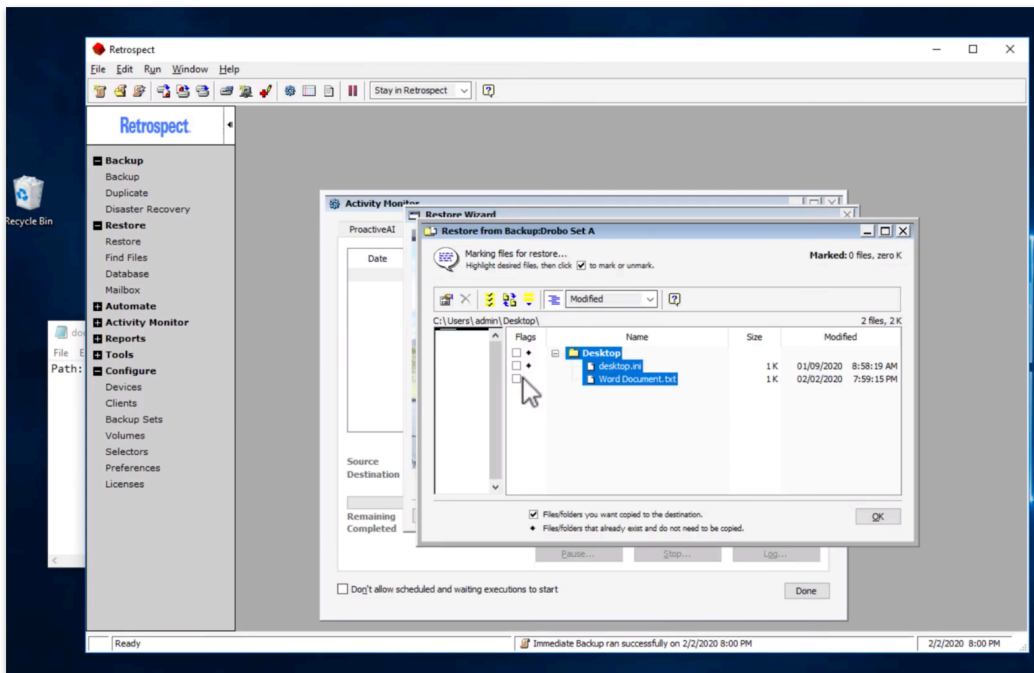 Retrospect
File Edit Run Window Help
Stay in Retrospect
Retrospect
Backup
Backup
Duplicate
Disaster Recovery
Restore
Restore
Find Files
Database
Mailbox
Automate
Activity Monitor
Reports
Tools
Configure
Devices
Clients
Backup Sets
Volumes
Selectors
Preferences
Licenses
Recycle Bin
File
Path:
Activity Monitor
ProactiveAI
Date
Source
Destination
Remaining
Completed
Pause... Stop... Log...
Don't allow scheduled and waiting executions to start
Done
Restore Wizard
Restore from Backup:Drobo Set A
Marking files for restore...
Highlight desired files, then click to mark or unmark.
Marked: 0 files, zero K
Modified
C:\Users\admin\Desktop\ 2 files, 2 K
Flags Name Size Modified
Desktop
desktop.ini 1 K 01/09/2020 8:58:19 AM
Word Document.txt 1 K 02/02/2020 7:59:15 PM
Files/folders you want copied to the destination.
Files/folders that already exist and do not need to be copied.
OK
Ready
Immediate Backup ran successfully on 2/2/2020 8:00 PM
2/2/2020 8:00 PM